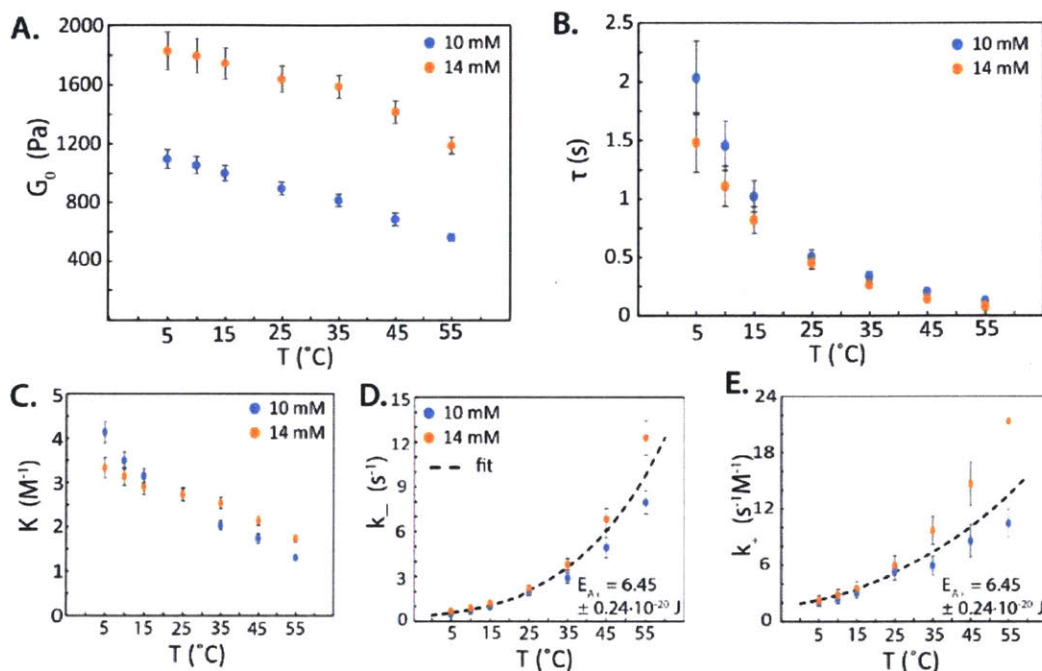 A.
2000
1600
1200
800
400
G₀ (Pa)
10 mM
14 mM
5 10 15 25 35 45 55
T (˚C)
B.
2.5
2
1.5
1
0.5
0
τ (s)
10 mM
14 mM
5 10 15 25 35 45 55
T (˚C)
C.
5
4
3
2
1
0
K (M⁻¹)
10 mM
14 mM
5 15 25 35 45 55
T (˚C)
D.
15
12
9
6
3
0
k_ (s⁻¹)
10 mM
14 mM
fit
E_A+ = 6.45
± 0.24·10⁻²⁰ J
5 15 25 35 45 55
T (˚C)
E.
24
18
12
6
0
k₊ (s⁻¹M⁻¹)
E_A+ = 6.45
± 0.24·10⁻²⁰ J
5 15 25 35 45 55
T (˚C)